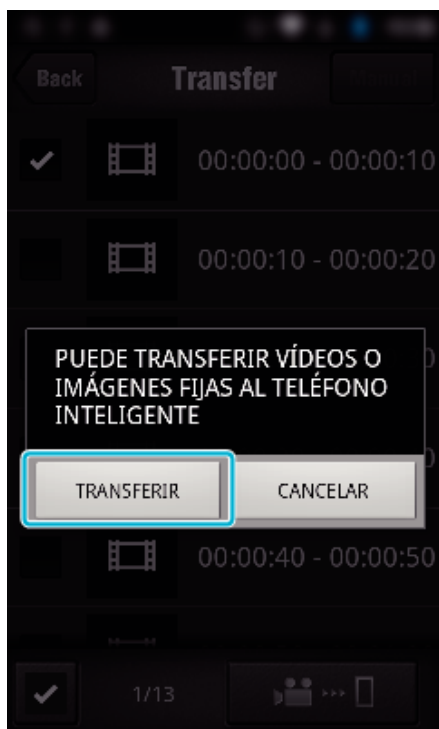 Back
Transfer
00:00:00 - 00:00:10
00:00:10 - 00:00:20
PUEDE TRANSFERIR VÍDEOS O
IMÁGENES FIJAS AL TELÉFONO
INTELIGENTE
TRANSFERIR
CANCELAR
00:00:40 - 00:00:50
1/13